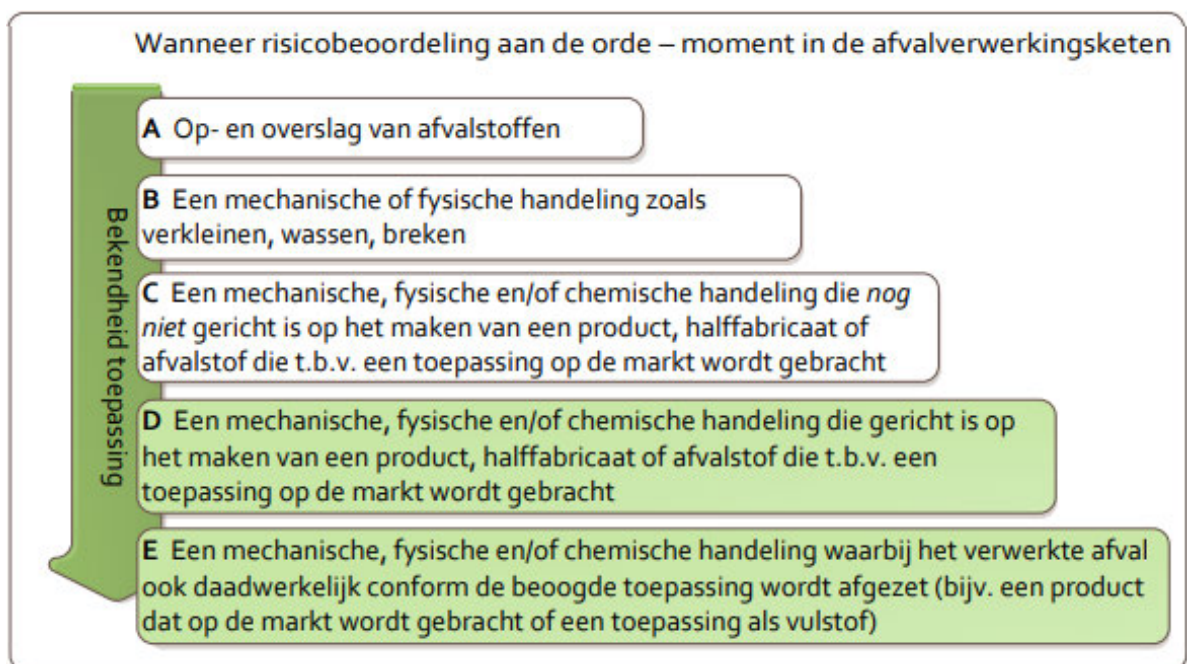 Wanneer risicobeoordeling aan de orde – moment in de afvalverwerkingsketen
Bekendheid toepassing
A Op- en overslag van afvalstoffen
B Een mechanische of fysische handeling zoals
verkleinen, wassen, breken
C Een mechanische, fysische en/of chemische handeling die nog
niet gericht is op het maken van een product, halffabricaat of
afvalstof die t.b.v. een toepassing op de markt wordt gebracht
D Een mechanische, fysische en/of chemische handeling die gericht is op
het maken van een product, halffabricaat of afvalstof die t.b.v. een
toepassing op de markt wordt gebracht
E Een mechanische, fysische en/of chemische handeling waarbij het verwerkte afval
ook daadwerkelijk conform de beoogde toepassing wordt afgezet (bijv. een product
dat op de markt wordt gebracht of een toepassing als vulstof)